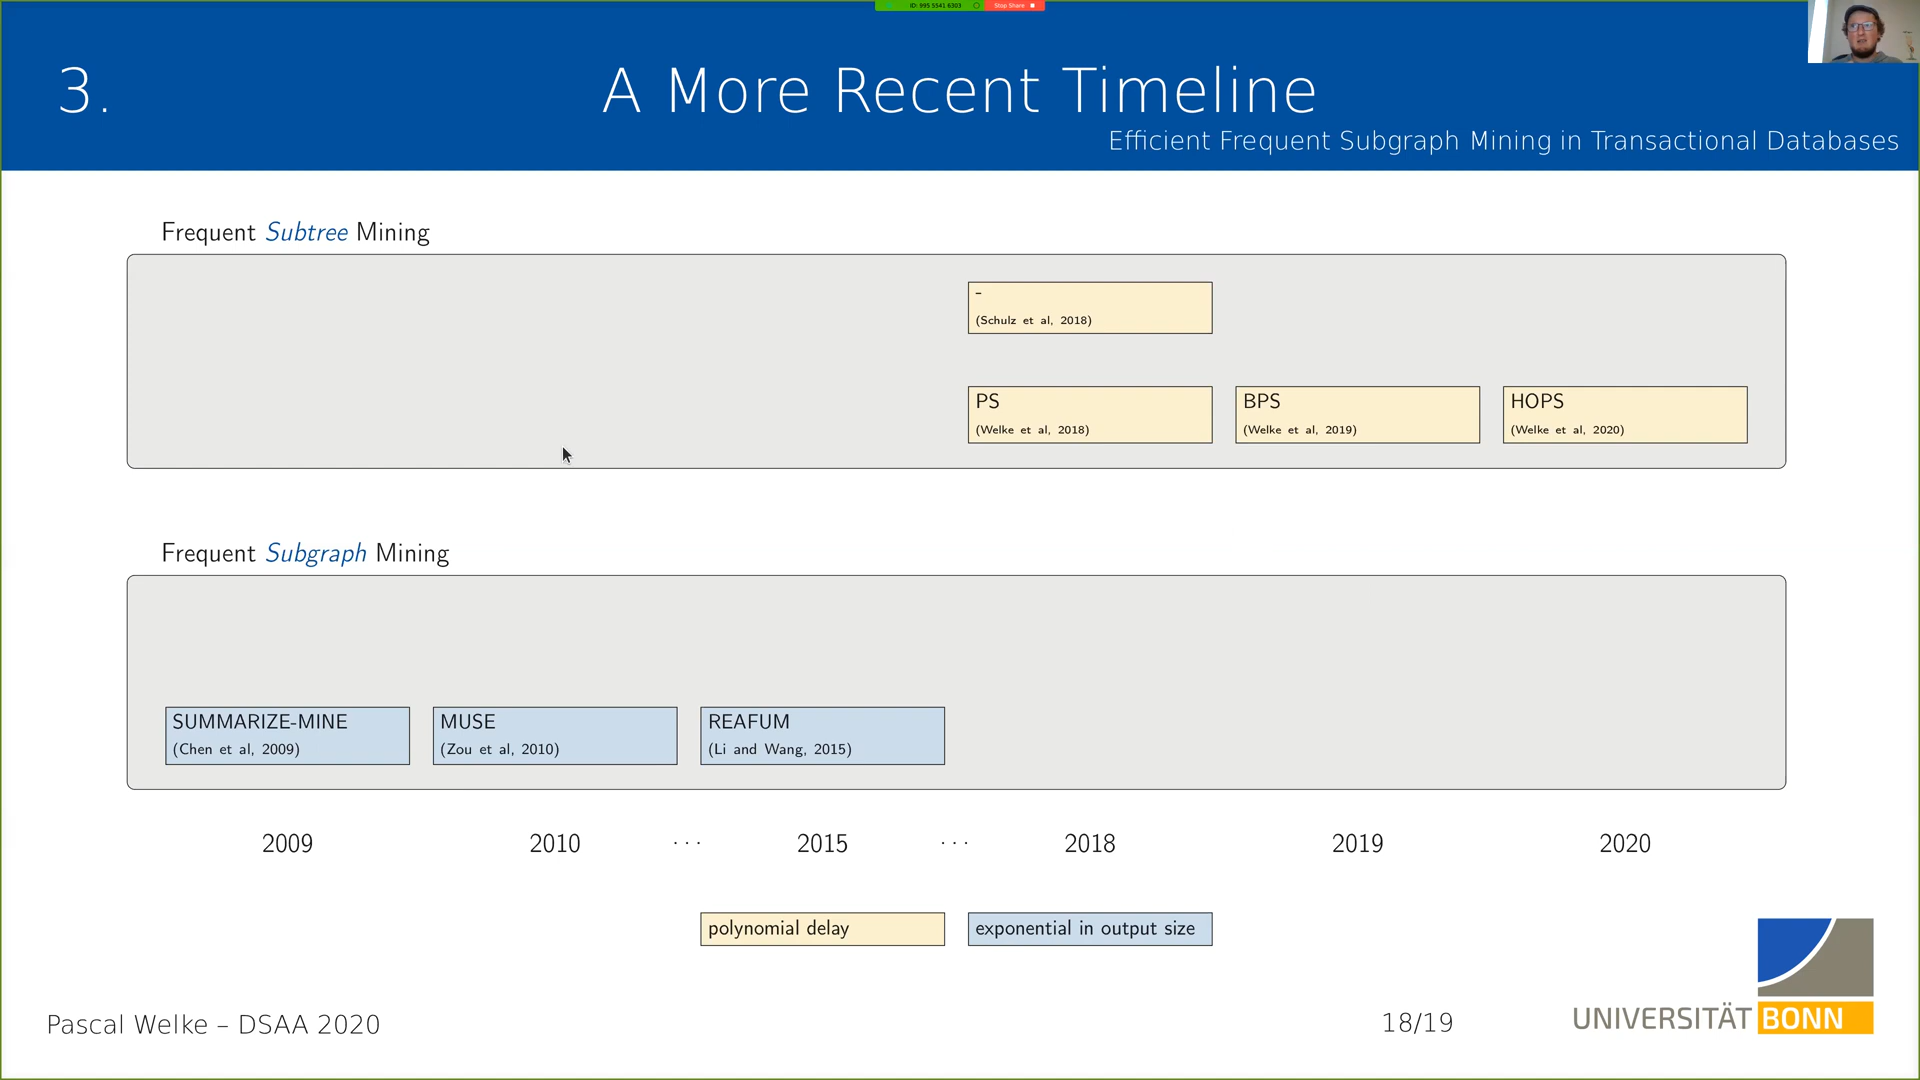 ID: 995 5541 6303
Stop Share
3.
A More Recent Timeline
Efficient Frequent Subgraph Mining in Transactional Databases
Frequent Subtree Mining
-
(Schulz et al, 2018)
PS
(Welke et al, 2018)
BPS
(Welke et al, 2019)
HOPS
(Welke et al, 2020)
Frequent Subgraph Mining
SUMMARIZE-MINE
(Chen et al, 2009)
MUSE
(Zou et al, 2010)
REAFUM
(Li and Wang, 2015)
2009 2010 ... 2015 ... 2018 2019 2020
polynomial delay
exponential in output size
Pascal Welke – DSAA 2020
18/19
UNIVERSITÄT BONN